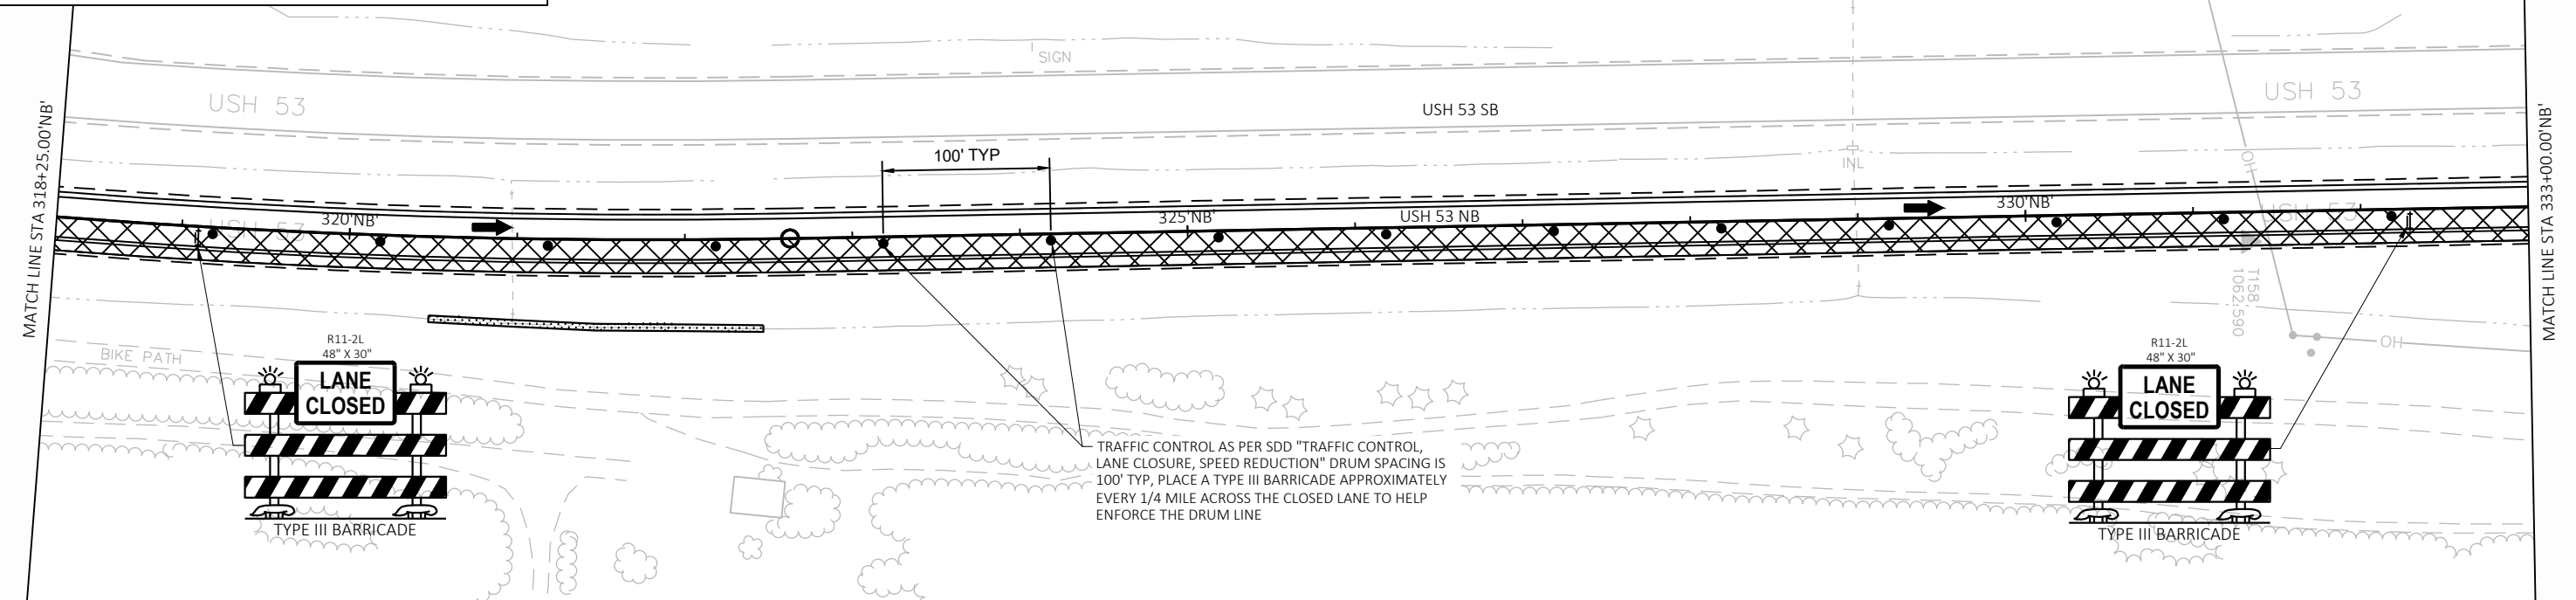 MATCH LINE STA 318+25.00'NB'
USH 53
SIGN
USH 53 SB
USH 53
MATCH LINE STA 333+00.00'NB'
100' TYP
INL
OH
USH 53
320'NB'
325'NB'
USH 53 NB
330'NB'
USH 53
T158
1062.590
OH
BIKE PATH
R11-2L
48" X 30"
LANE
CLOSED
TYPE III BARRICADE
TRAFFIC CONTROL AS PER SDD "TRAFFIC CONTROL,
LANE CLOSURE, SPEED REDUCTION" DRUM SPACING IS
100' TYP, PLACE A TYPE III BARRICADE APPROXIMATELY
EVERY 1/4 MILE ACROSS THE CLOSED LANE TO HELP
ENFORCE THE DRUM LINE
R11-2L
48" X 30"
LANE
CLOSED
TYPE III BARRICADE